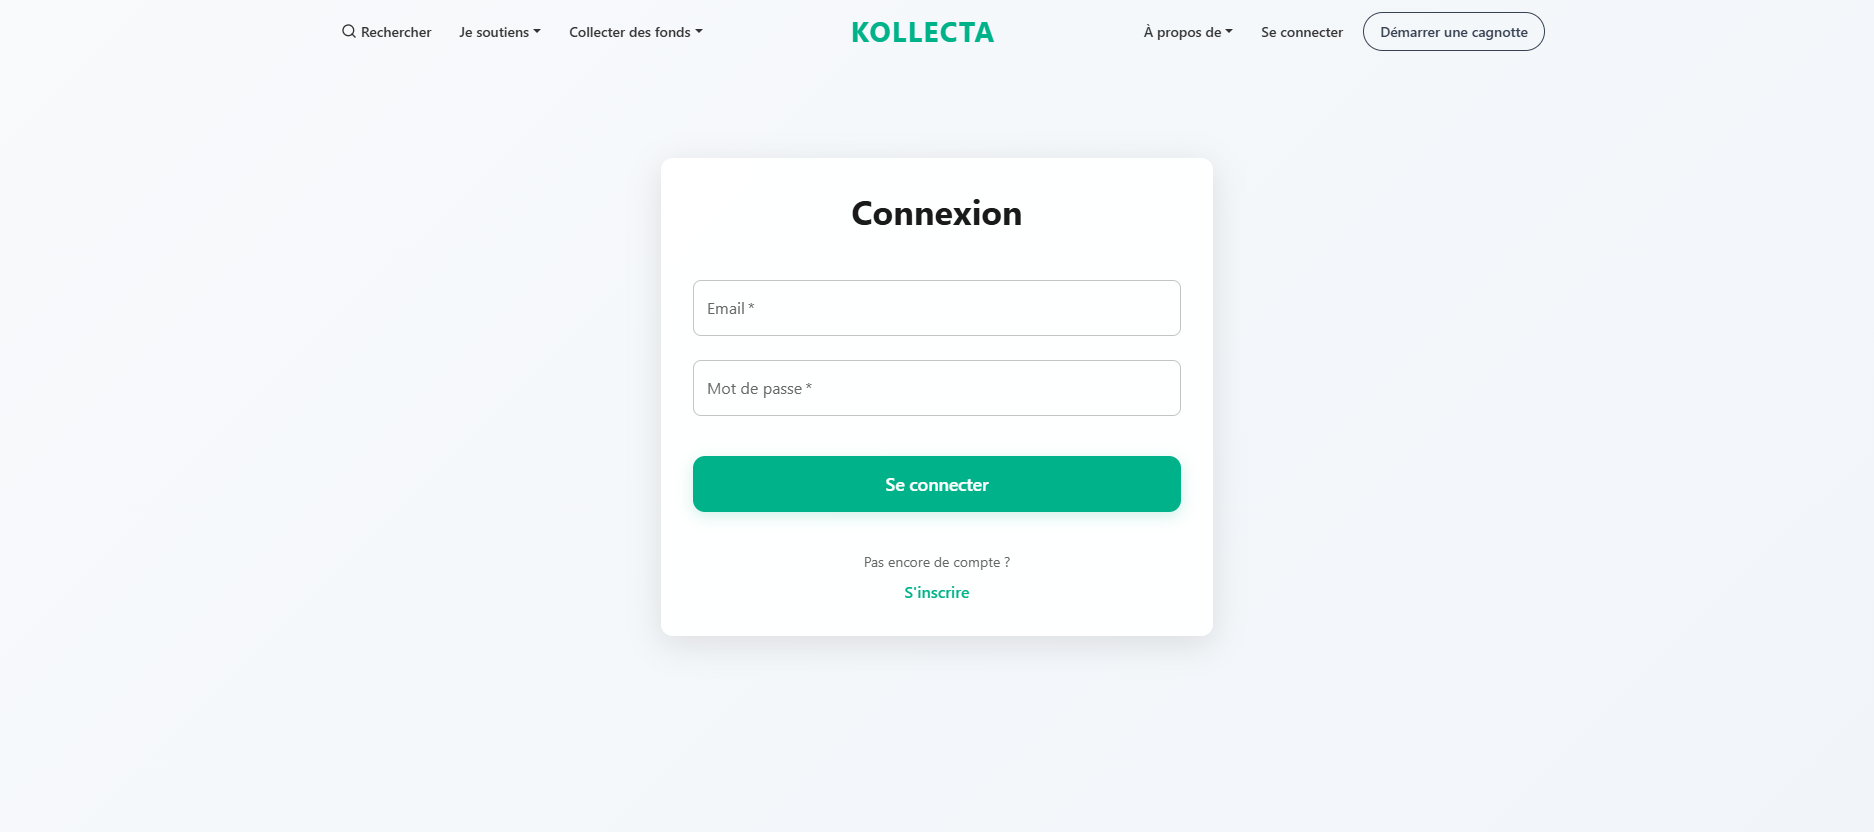 Rechercher Je soutiens Collecter des fonds KOLLECTA À propos de Se connecter Démarrer une cagnotte
Connexion
Email *
Mot de passe *
Se connecter
Pas encore de compte ?
S'inscrire